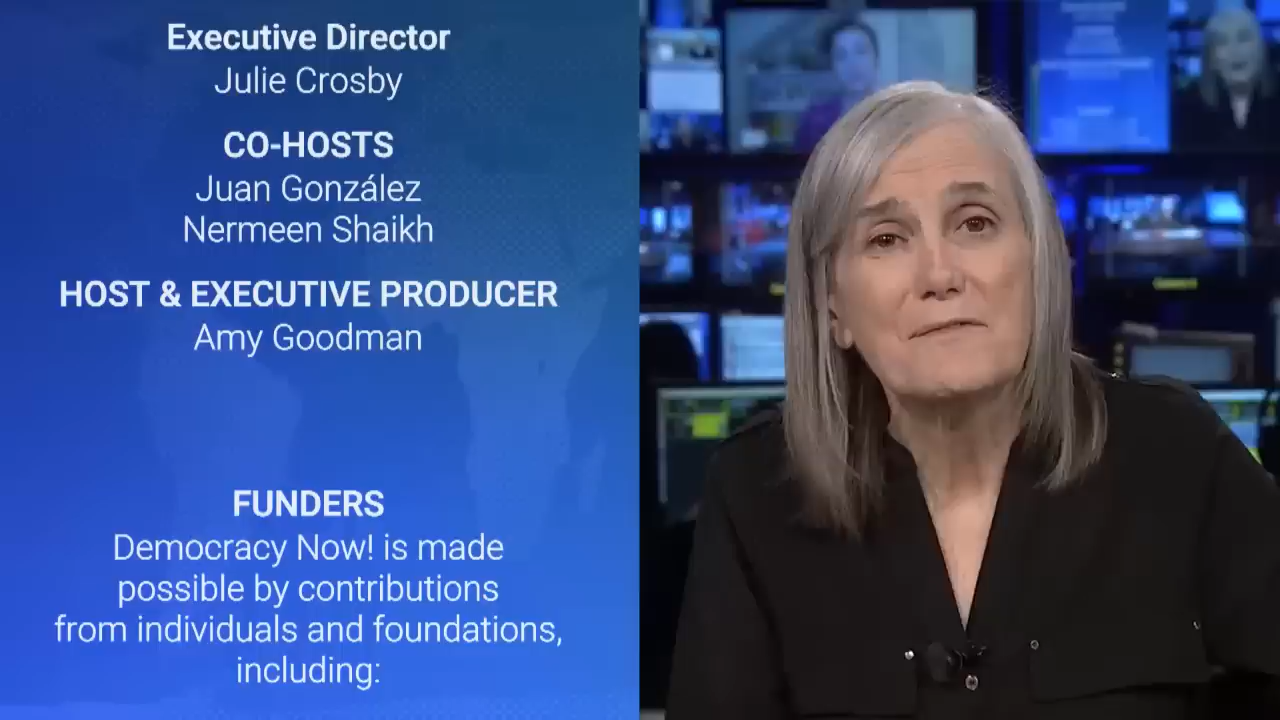 Executive Director
Julie Crosby
CO-HOSTS
Juan González
Nermeen Shaikh
HOST & EXECUTIVE PRODUCER
Amy Goodman
FUNDERS
Democracy Now! is made
possible by contributions
from individuals and foundations,
including: